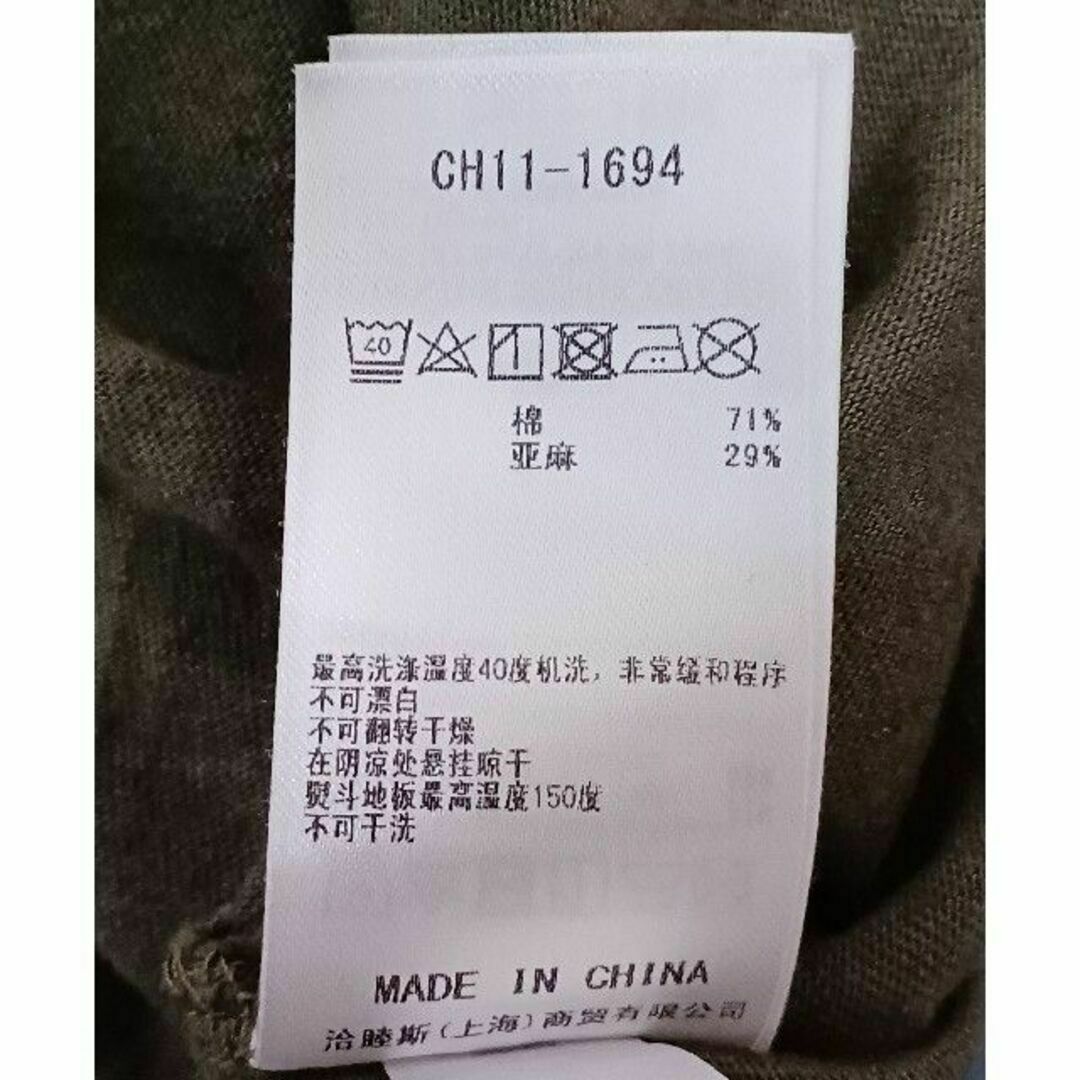 CH11-1694
40
棉 71%
亚麻 29%
最高洗涤温度40度机洗，非常缓和程序
不可漂白
不可翻转干燥
在阴凉处悬挂晾干
熨斗地板最高温度150度
不可干洗
MADE IN CHINA
洽睦斯（上海）商贸有限公司